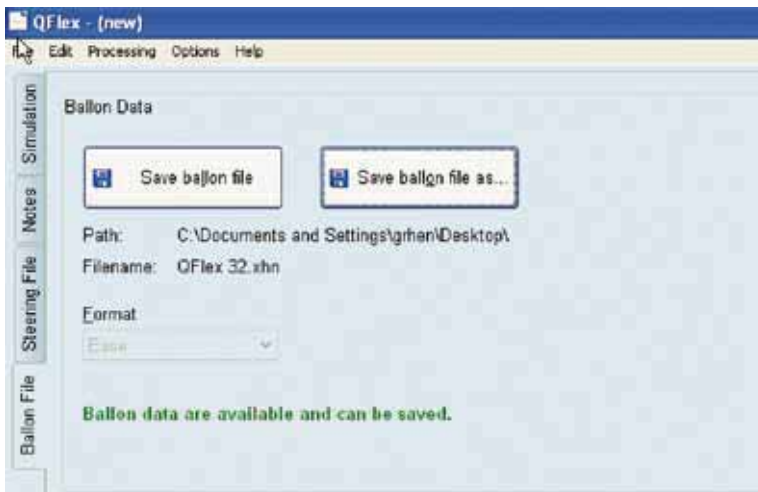 QFlex - (new)
File Edit Processing Options Help
Simulation
Notes
Steering File
Ballon File
Ballon Data
Save ballon file
Save ballon file as...
Path: C:\Documents and Settings\grhen\Desktop\
Filename: QFlex 32.xhn
Format
Ease
Ballon data are available and can be saved.